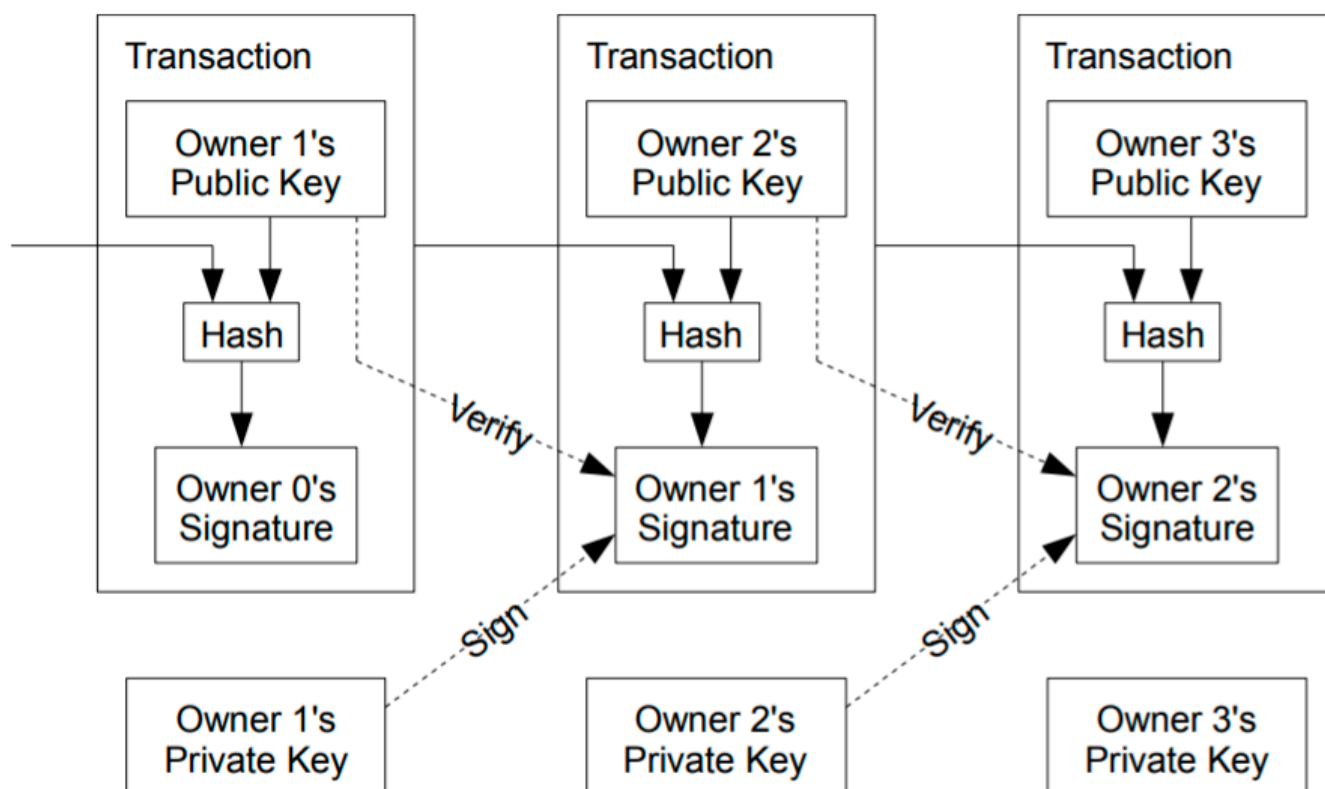 Transaction
Transaction
Transaction
Owner 1's
Public Key
Owner 2's
Public Key
Owner 3's
Public Key
Hash
Hash
Hash
Verify
Verify
Owner 0's
Signature
Owner 1's
Signature
Owner 2's
Signature
Sign
Sign
Owner 1's
Private Key
Owner 2's
Private Key
Owner 3's
Private Key